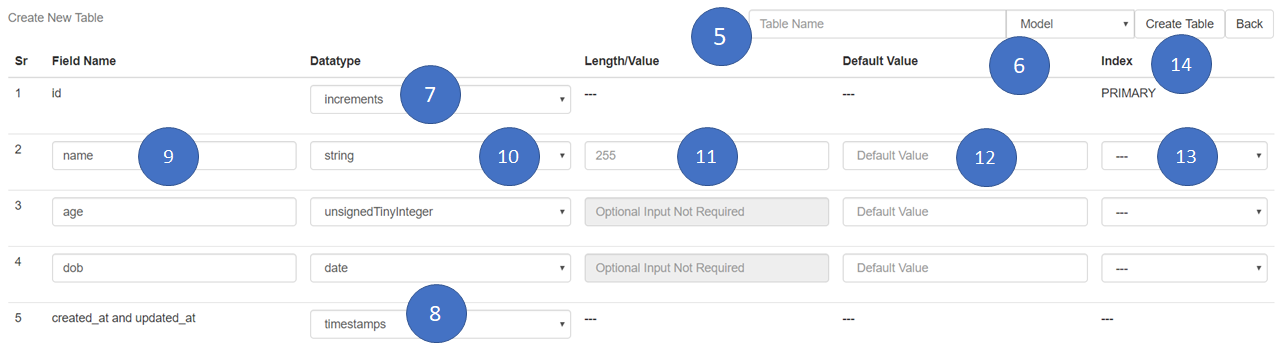 Create New Table 5 Table Name Model Create Table Back
Sr Field Name Datatype Length/Value Default Value 6 Index 14
1 id increments 7 --- --- PRIMARY
2 name 9 string 10 255 11 Default Value 12 --- 13
3 age unsignedTinyInteger Optional Input Not Required Default Value ---
4 dob date Optional Input Not Required Default Value ---
5 created_at and updated_at timestamps 8 --- --- ---